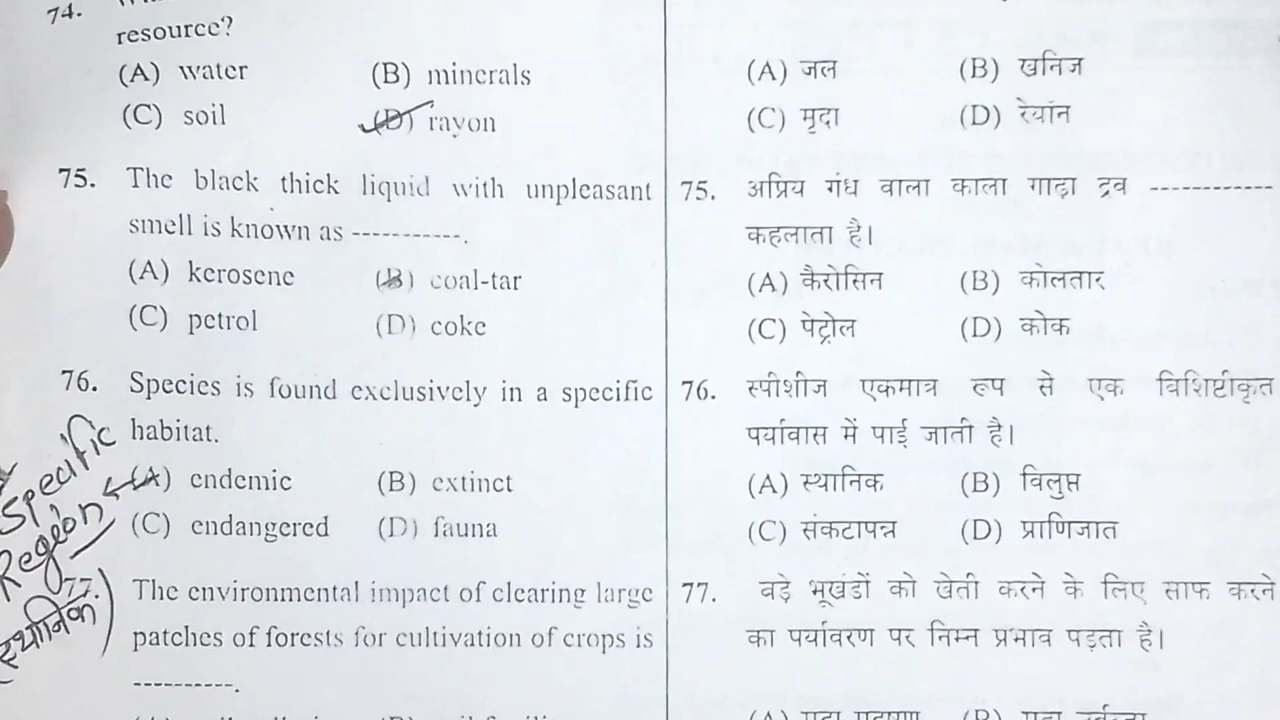 74.
resource?
(A) water (B) minerals
(C) soil (D) rayon
75. The black thick liquid with unpleasant
smell is known as -----------.
(A) kerosene (B) coal-tar
(C) petrol (D) coke
76. Species is found exclusively in a specific
habitat.
(A) endemic (B) extinct
(C) endangered (D) fauna
Specific
Region
(स्थानिक)
77. The environmental impact of clearing large
patches of forests for cultivation of crops is
----------.
(A) जल (B) खनिज
(C) मृदा (D) रेयॉन
75. अप्रिय गंध वाला काला गाढ़ा द्रव ------------
कहलाता है।
(A) कैरोसिन (B) कोलतार
(C) पेट्रोल (D) कोक
76. स्पीशीज एकमात्र रूप से एक विशिष्टीकृत
पर्यावास में पाई जाती है।
(A) स्थानिक (B) विलुप्त
(C) संकटापन्न (D) प्राणिजात
77. बड़े भूखंडों को खेती करने के लिए साफ करने
का पर्यावरण पर निम्न प्रभाव पड़ता है।